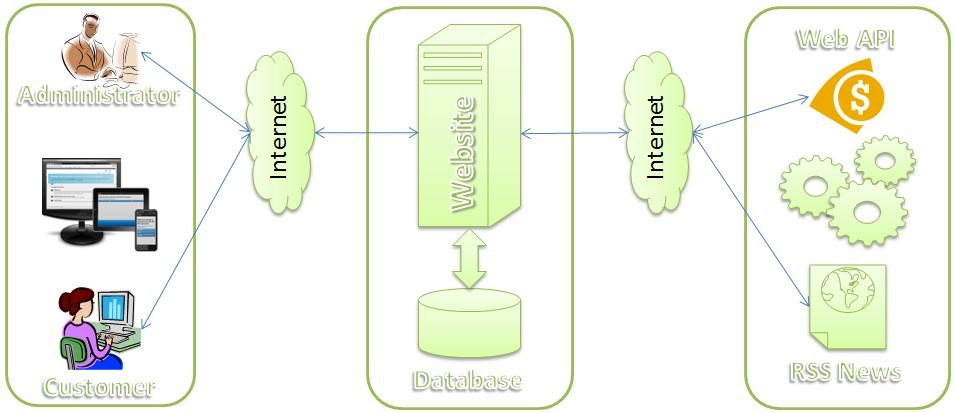 Administrator
Customer
Internet
Website
Database
Internet
Web API
$
RSS News